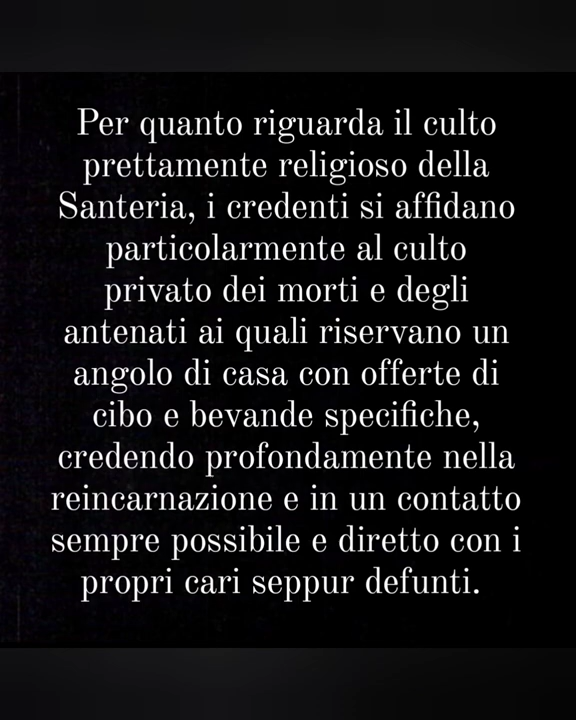 Per quanto riguarda il culto
prettamente religioso della
Santeria, i credenti si affidano
particolarmente al culto
privato dei morti e degli
antenati ai quali riservano un
angolo di casa con offerte di
cibo e bevande specifiche,
credendo profondamente nella
reincarnazione e in un contatto
sempre possibile e diretto con i
propri cari seppur defunti.